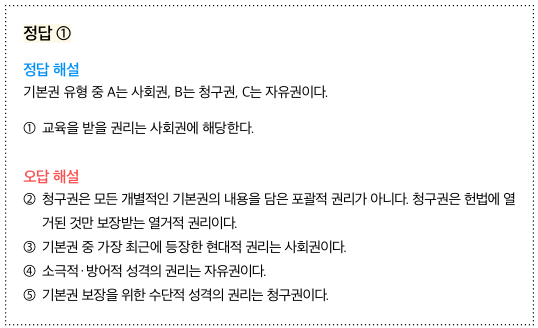 정답 ①
정답 해설
기본권 유형 중 A는 사회권, B는 청구권, C는 자유권이다.
① 교육을 받을 권리는 사회권에 해당한다.
오답 해설
② 청구권은 모든 개별적인 기본권의 내용을 담은 포괄적 권리가 아니다. 청구권은 헌법에 열
거된 것만 보장받는 열거적 권리이다.
③ 기본권 중 가장 최근에 등장한 현대적 권리는 사회권이다.
④ 소극적·방어적 성격의 권리는 자유권이다.
⑤ 기본권 보장을 위한 수단적 성격의 권리는 청구권이다.